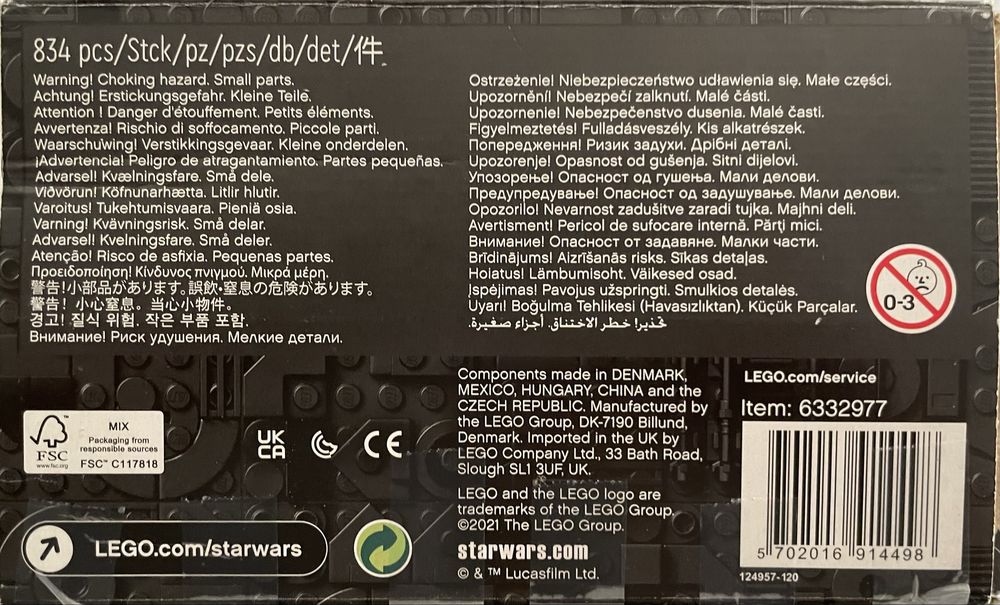 834 pcs/Stck/pz/pzs/db/det/件
Warning! Choking hazard. Small parts.
Achtung! Erstickungsgefahr. Kleine Teile.
Attention ! Danger d'étouffement. Petits éléments.
Avvertenza! Rischio di soffocamento. Piccole parti.
Waarschuwing! Verstikkingsgevaar. Kleine onderdelen.
¡Advertencia! Peligro de atragantamiento. Partes pequeñas.
Advarsel! Kvælningsfare. Små dele.
Viðvörun! Köfnunarhætta. Litlir hlutir.
Varoitus! Tukehtumisvaara. Pieniä osia.
Varning! Kvävningsrisk. Små delar.
Advarsel! Kvelningsfare. Små deler.
Atenção! Risco de asfixia. Pequenas partes.
Προειδοποίηση! Κίνδυνος πνιγμού. Μικρά μέρη.
警告!小部品があります。誤飲・窒息の危険があります。
警告！小心窒息。当心小物件。
경고! 질식 위험. 작은 부품 포함.
Внимание! Риск удушения. Мелкие детали.
Ostrzeżenie! Niebezpieczeństwo udławienia się. Małe części.
Upozornění! Nebezpečí zalknutí. Malé části.
Upozornenie! Nebezpečenstvo dusenia. Malé časti.
Figyelmeztetés! Fulladásveszély. Kis alkatrészek.
Попередження! Ризик задухи. Дрібні деталі.
Upozorenje! Opasnost od gušenja. Sitni dijelovi.
Упозорење! Опасност од гушења. Мали делови.
Предупредување! Опасност од задушување. Мали делови.
Opozorilo! Nevarnost zadušitve zaradi tujka. Majhni deli.
Avertisment! Pericol de sufocare internă. Părţi mici.
Внимание! Опасност от задавяне. Малки части.
Brīdinājums! Aizrīšanās risks. Sīkas detaļas.
Hoiatus! Lämbumisoht. Väikesed osad.
Įspėjimas! Pavojus užspringti. Smulkios detalės.
Uyarı! Boğulma Tehlikesi (Havasızlıktan). Küçük Parçalar.
تحذير! خطر الاختناق. أجزاء صغيرة.
0-3
MIX
Packaging from
responsible sources
FSC™ C117818
FSC
www.fsc.org
UK
CA
CE
LEGO.com/starwars
Components made in DENMARK,
MEXICO, HUNGARY, CHINA and the
CZECH REPUBLIC. Manufactured by
the LEGO Group, DK-7190 Billund,
Denmark. Imported in the UK by
LEGO Company Ltd., 33 Bath Road,
Slough SL1 3UF, UK.
LEGO and the LEGO logo are
trademarks of the LEGO Group.
©2021 The LEGO Group.
starwars.com
© & ™ Lucasfilm Ltd.
LEGO.com/service
Item: 6332977
5 702016 914498
124957-120